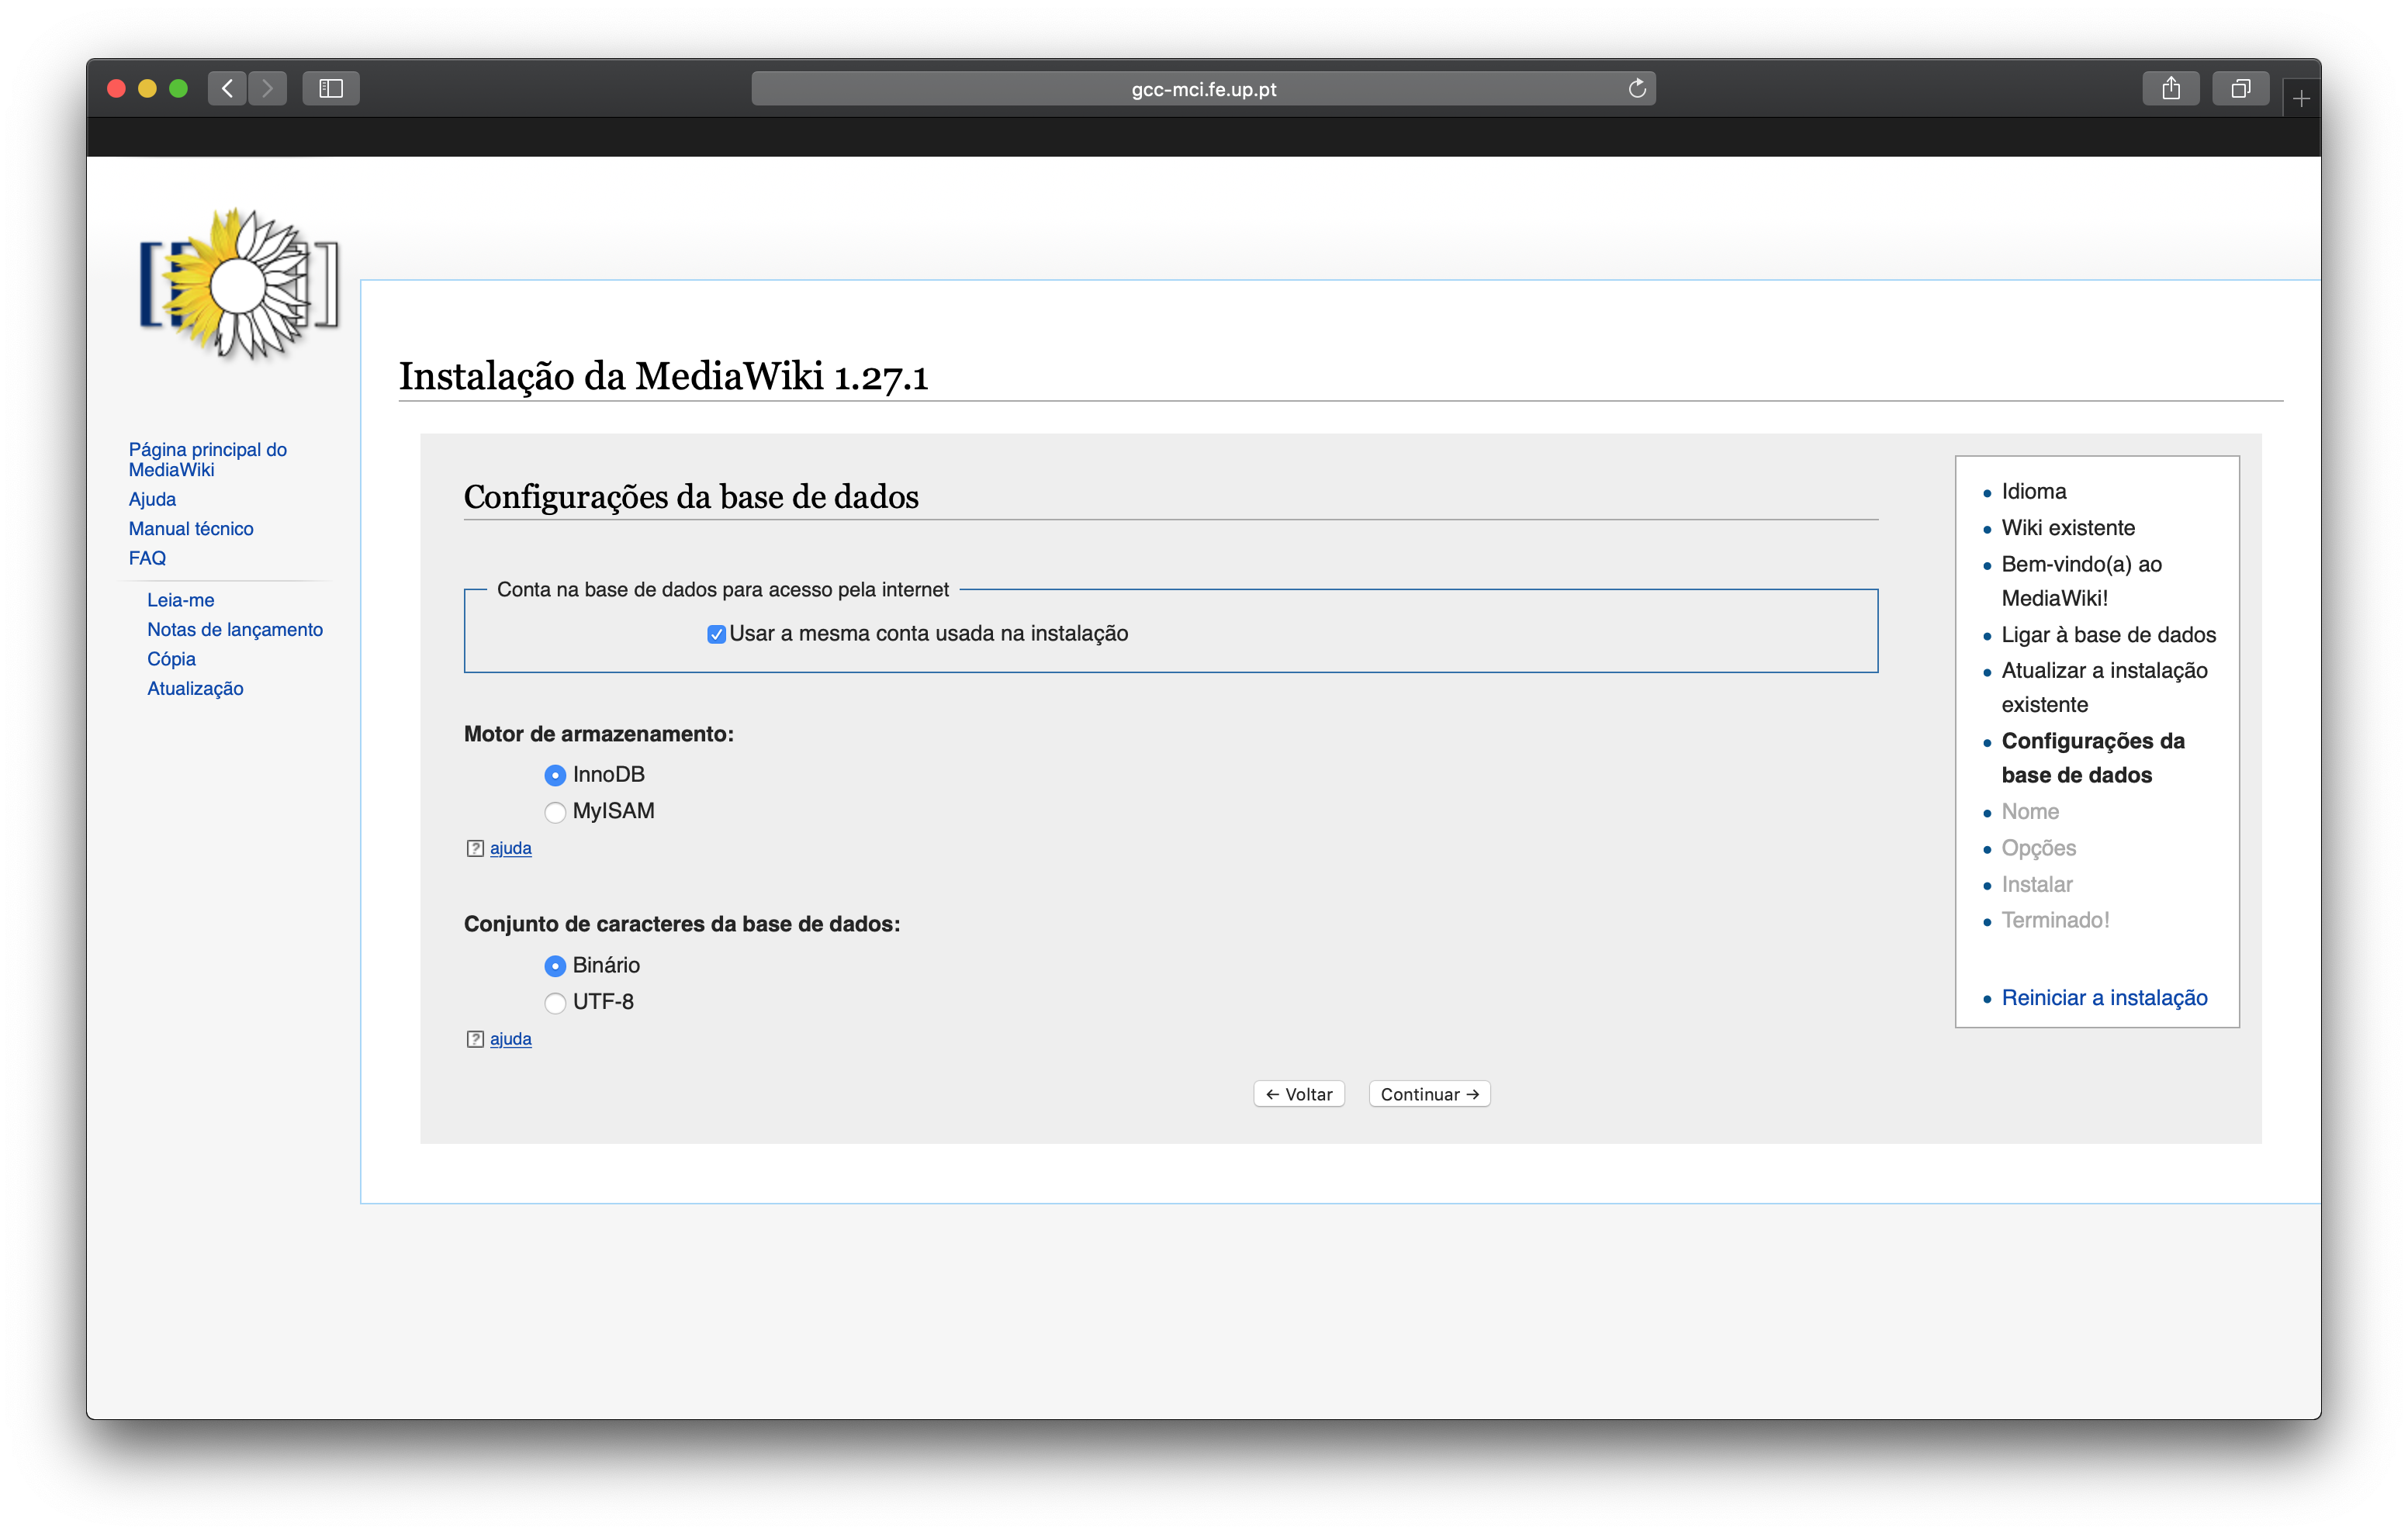 gcc-mci.fe.up.pt
Instalação da MediaWiki 1.27.1
Página principal do
MediaWiki
Ajuda
Manual técnico
FAQ
Leia-me
Notas de lançamento
Cópia
Atualização
Configurações da base de dados
Conta na base de dados para acesso pela internet
Usar a mesma conta usada na instalação
Motor de armazenamento:
InnoDB
MyISAM
? ajuda
Conjunto de caracteres da base de dados:
Binário
UTF-8
? ajuda
← Voltar
Continuar →
Idioma
Wiki existente
Bem-vindo(a) ao
MediaWiki!
Ligar à base de dados
Atualizar a instalação
existente
Configurações da
base de dados
Nome
Opções
Instalar
Terminado!
Reiniciar a instalação